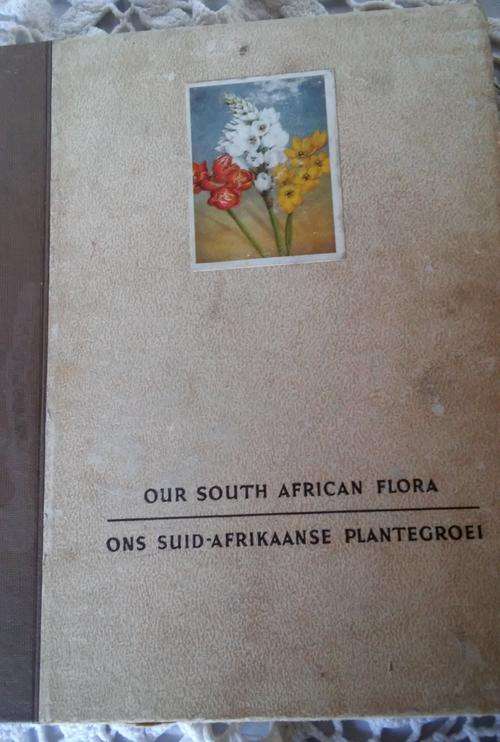 OUR SOUTH AFRICAN FLORA
ONS SUID-AFRIKAANSE PLANTEGROEI